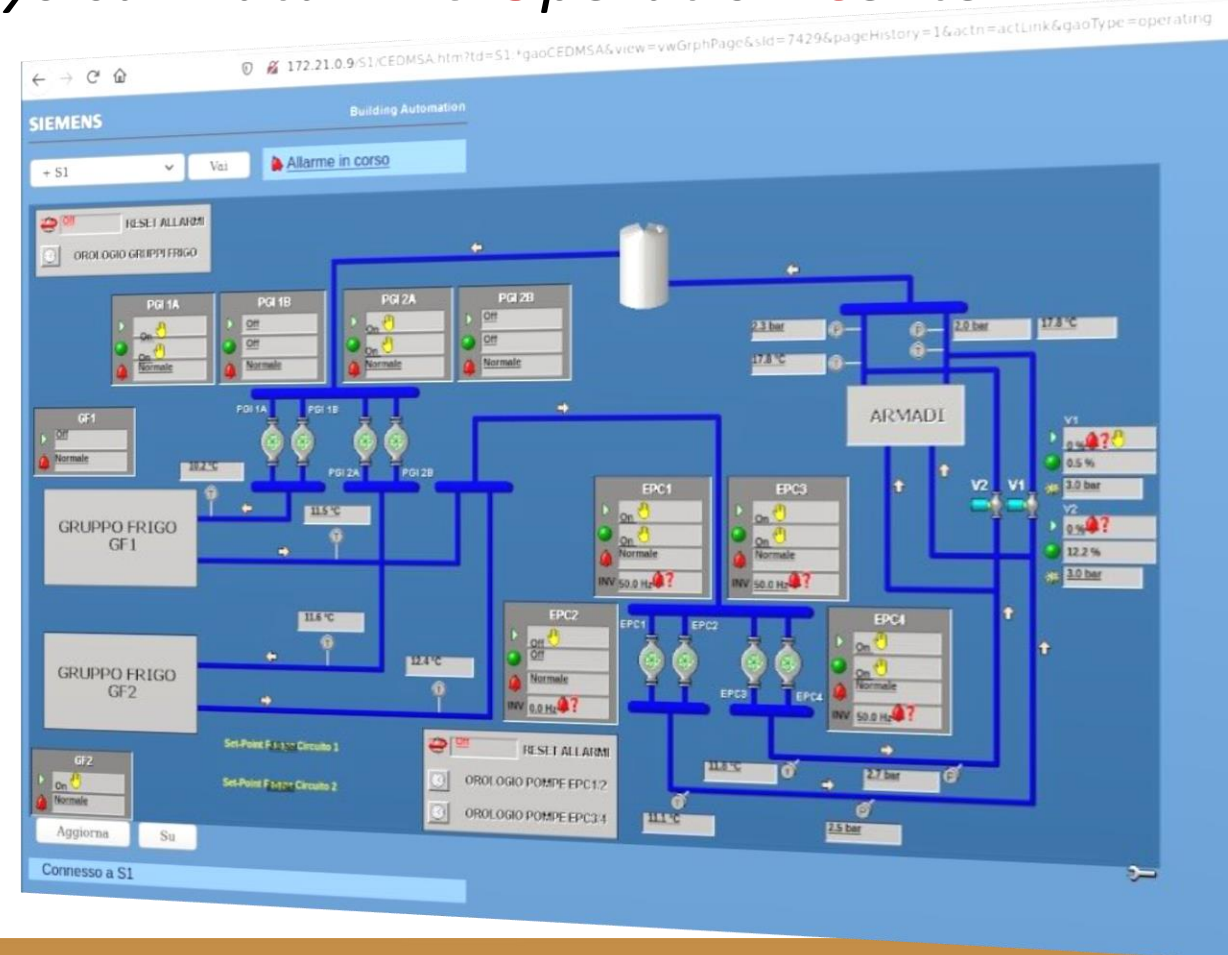 172.21.0.9/S1/CEDMSA.htm?td=S1:*gaoCEDMSA&view=vwGrphPage&sId=7429&pageHistory=1&actn=actLink&gaoType=operating
SIEMENS
Building Automation
+ S1
Vai
Allarme in corso
Off RESET ALLARMI
OROLOGIO GRUPPI FRIGO
PGI 1A
On
On
Normale
PGI 1B
Off
Off
Normale
PGI 2A
On
On
Normale
PGI 2B
Off
Off
Normale
2.3 bar
2.0 bar
17.8 °C
17.8 °C
P
P
T
T
ARMADI
GF1
Off
Normale
PGI 1A
PGI 1B
PGI 2A
PGI 2B
10.2 °C
T
11.5 °C
T
GRUPPO FRIGO
GF1
EPC1
On
On
Normale
INV 50.0 Hz ?
EPC3
On
On
Normale
INV 50.0 Hz ?
V2
V1
V1
0 % ?
0.5 %
3.0 bar
V2
0 % ?
12.2 %
3.0 bar
11.6 °C
T
12.4 °C
T
GRUPPO FRIGO
GF2
EPC2
Off
Off
Normale
INV 0.0 Hz ?
EPC1
EPC2
EPC3
EPC4
EPC4
On
On
Normale
INV 50.0 Hz ?
Set-Point Circuito 1
Set-Point Circuito 2
GF2
On
Normale
Off RESET ALLARMI
OROLOGIO POMPE EPC1/2
OROLOGIO POMPE EPC3/4
T
2.7 bar
P
11.1 °C
T
2.5 bar
P
Aggiorna
Su
Connesso a S1